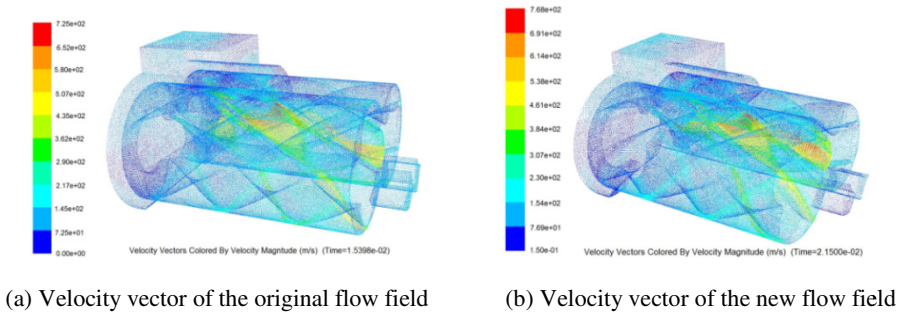 7.25e+02
6.52e+02
5.80e+02
5.07e+02
4.35e+02
3.62e+02
2.90e+02
2.17e+02
1.45e+02
7.25e+01
0.00e+00
Velocity Vectors Colored By Velocity Magnitude (m/s) (Time=1.5398e-02)
(a) Velocity vector of the original flow field
7.68e+02
6.91e+02
6.14e+02
5.38e+02
4.61e+02
3.84e+02
3.07e+02
2.30e+02
1.54e+02
7.69e+01
1.50e-01
Velocity Vectors Colored By Velocity Magnitude (m/s) (Time=2.1500e-02)
(b) Velocity vector of the new flow field